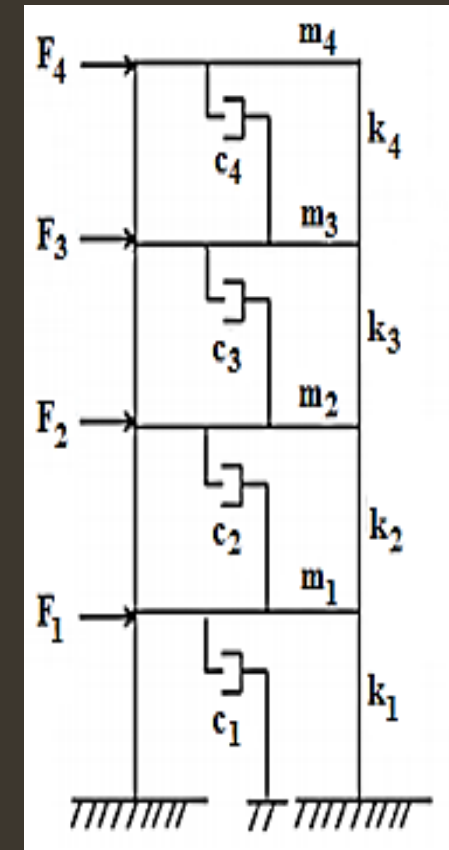 m₄
F₄
k₄
c₄
m₃
F₃
k₃
c₃
m₂
F₂
k₂
c₂
m₁
F₁
k₁
c₁